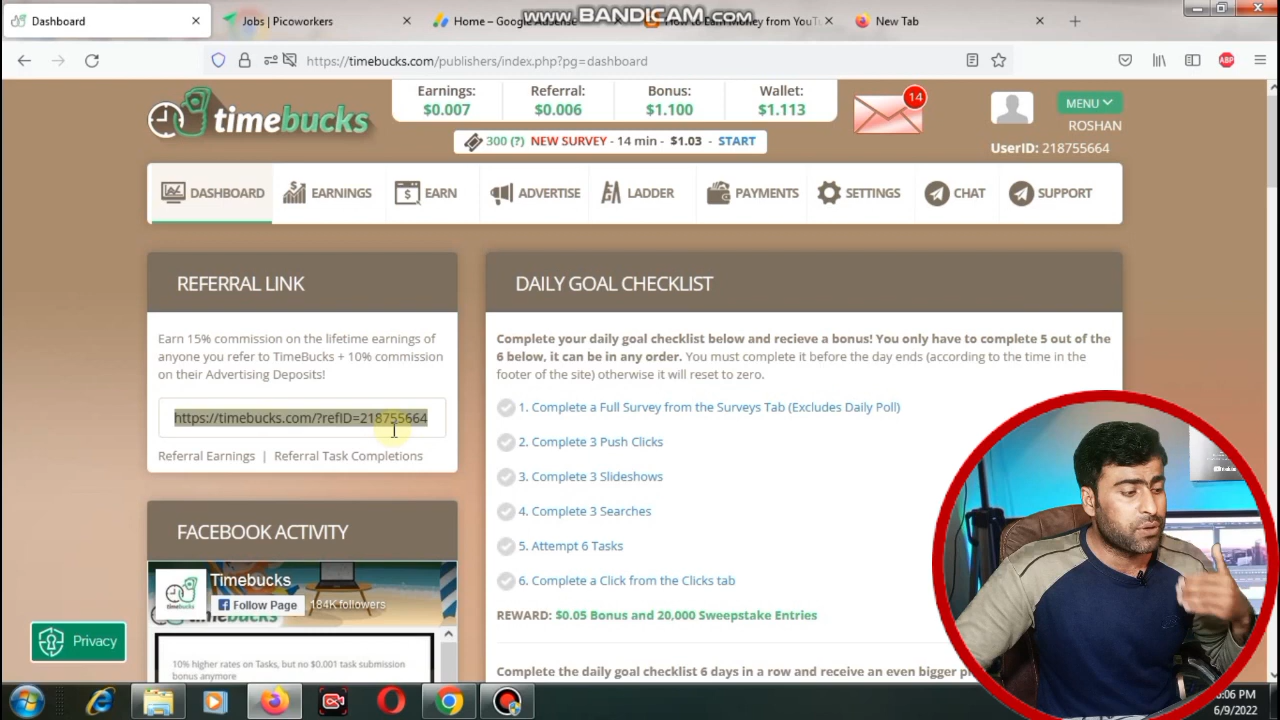 WWW.BANDICAM.COM
Dashboard
Jobs | Picoworkers
Home – Google AdSense
How to Earn Money from YouTu
New Tab
https://timebucks.com/publishers/index.php?pg=dashboard
ABP
timebucks
Earnings: Referral: Bonus: Wallet:
$0.007 $0.006 $1.100 $1.113
14
MENU
ROSHAN
UserID: 218755664
300 (?) NEW SURVEY - 14 min - $1.03 - START
DASHBOARD EARNINGS EARN ADVERTISE LADDER PAYMENTS SETTINGS CHAT SUPPORT
REFERRAL LINK
Earn 15% commission on the lifetime earnings of
anyone you refer to TimeBucks + 10% commission
on their Advertising Deposits!
https://timebucks.com/?refID=218755664
Referral Earnings | Referral Task Completions
FACEBOOK ACTIVITY
timebucks
Timebucks
Follow Page 184K followers
timebucks
10% higher rates on Tasks, but no $0.001 task submission
bonus anymore
DAILY GOAL CHECKLIST
Complete your daily goal checklist below and recieve a bonus! You only have to complete 5 out of the
6 below, it can be in any order. You must complete it before the day ends (according to the time in the
footer of the site) otherwise it will reset to zero.
1. Complete a Full Survey from the Surveys Tab (Excludes Daily Poll)
2. Complete 3 Push Clicks
3. Complete 3 Slideshows
4. Complete 3 Searches
5. Attempt 6 Tasks
6. Complete a Click from the Clicks tab
REWARD: $0.05 Bonus and 20,000 Sweepstake Entries
Complete the daily goal checklist 6 days in a row and receive an even bigger
Privacy
:06 PM
6/9/2022